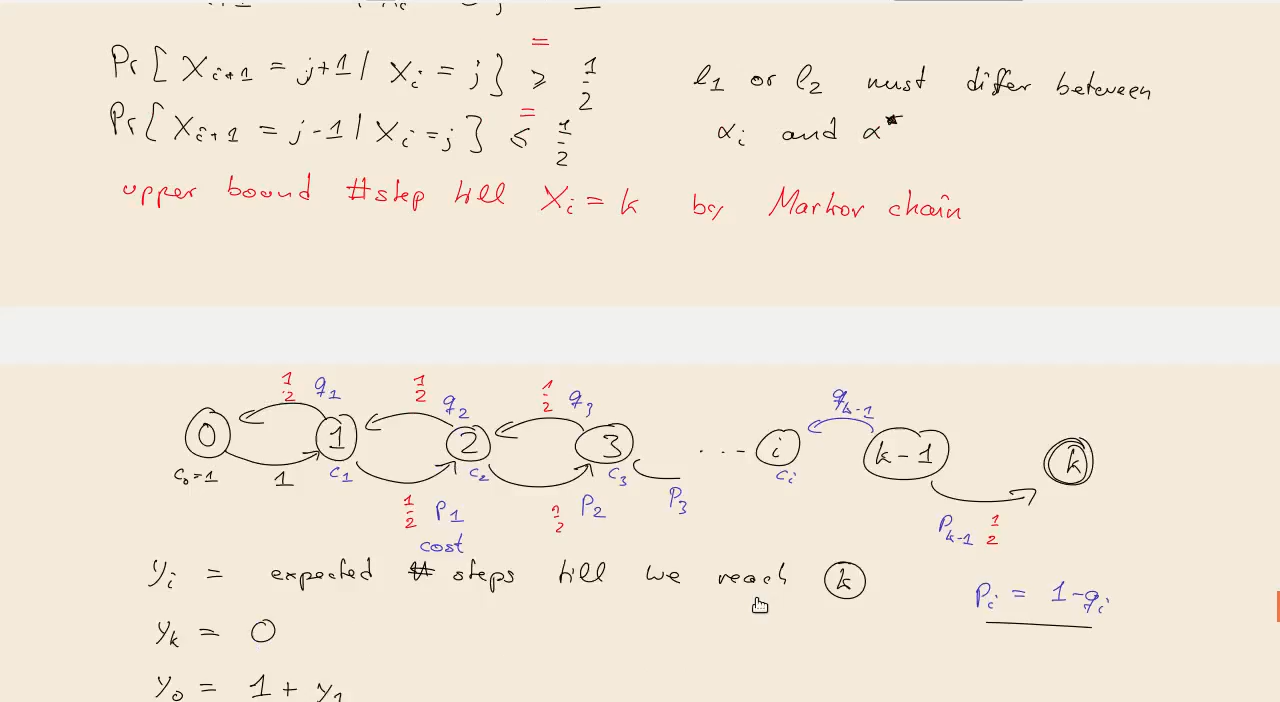 Pr[ X_{i+1} = j+1 | X_i = j ] ≥ 1/2 =
l1 or l2 must differ between
Pr[ X_{i+1} = j-1 | X_i = j ] ≤ 1/2 =
α_i and α*
upper bound #step till X_i = k by Markov chain
1/2 q1 1/2 q2 1/2 q3 q_{k-1}
0 1 2 3 ... i k-1 k
c0=1 1 c1 c2 c3 c_i
1/2 P1 1/2 P2 P3 P_{k-1} 1/2
cost
y_i = expected # steps till we reach k
P_i = 1-q_i
y_k = 0
y_0 = 1 + y_1